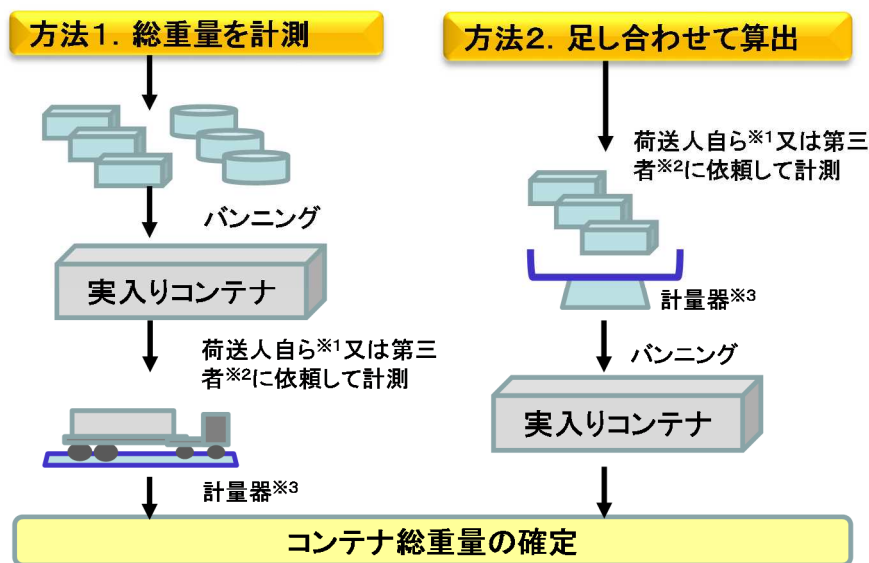 方法1. 総重量を計測
バンニング
実入りコンテナ
荷送人自ら※1又は第三
者※2に依頼して計測
計量器※3
方法2. 足し合わせて算出
荷送人自ら※1又は第三
者※2に依頼して計測
計量器※3
バンニング
実入りコンテナ
コンテナ総重量の確定